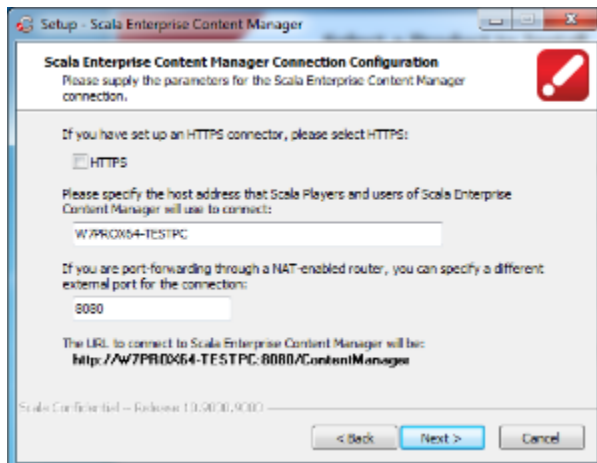 Setup - Scala Enterprise Content Manager
Scala Enterprise Content Manager Connection Configuration
Please supply the parameters for the Scala Enterprise Content Manager
connection.
If you have set up an HTTPS connector, please select HTTPS:
HTTPS
Please specify the host address that Scala Players and users of Scala Enterprise
Content Manager will use to connect:
W7PROX64-TESTPC
If you are port-forwarding through a NAT-enabled router, you can specify a different
external port for the connection:
8080
The URL to connect to Scala Enterprise Content Manager will be:
http://W7PROX64-TESTPC:8080/ContentManager
Scala Confidential -- Release
< Back
Next >
Cancel